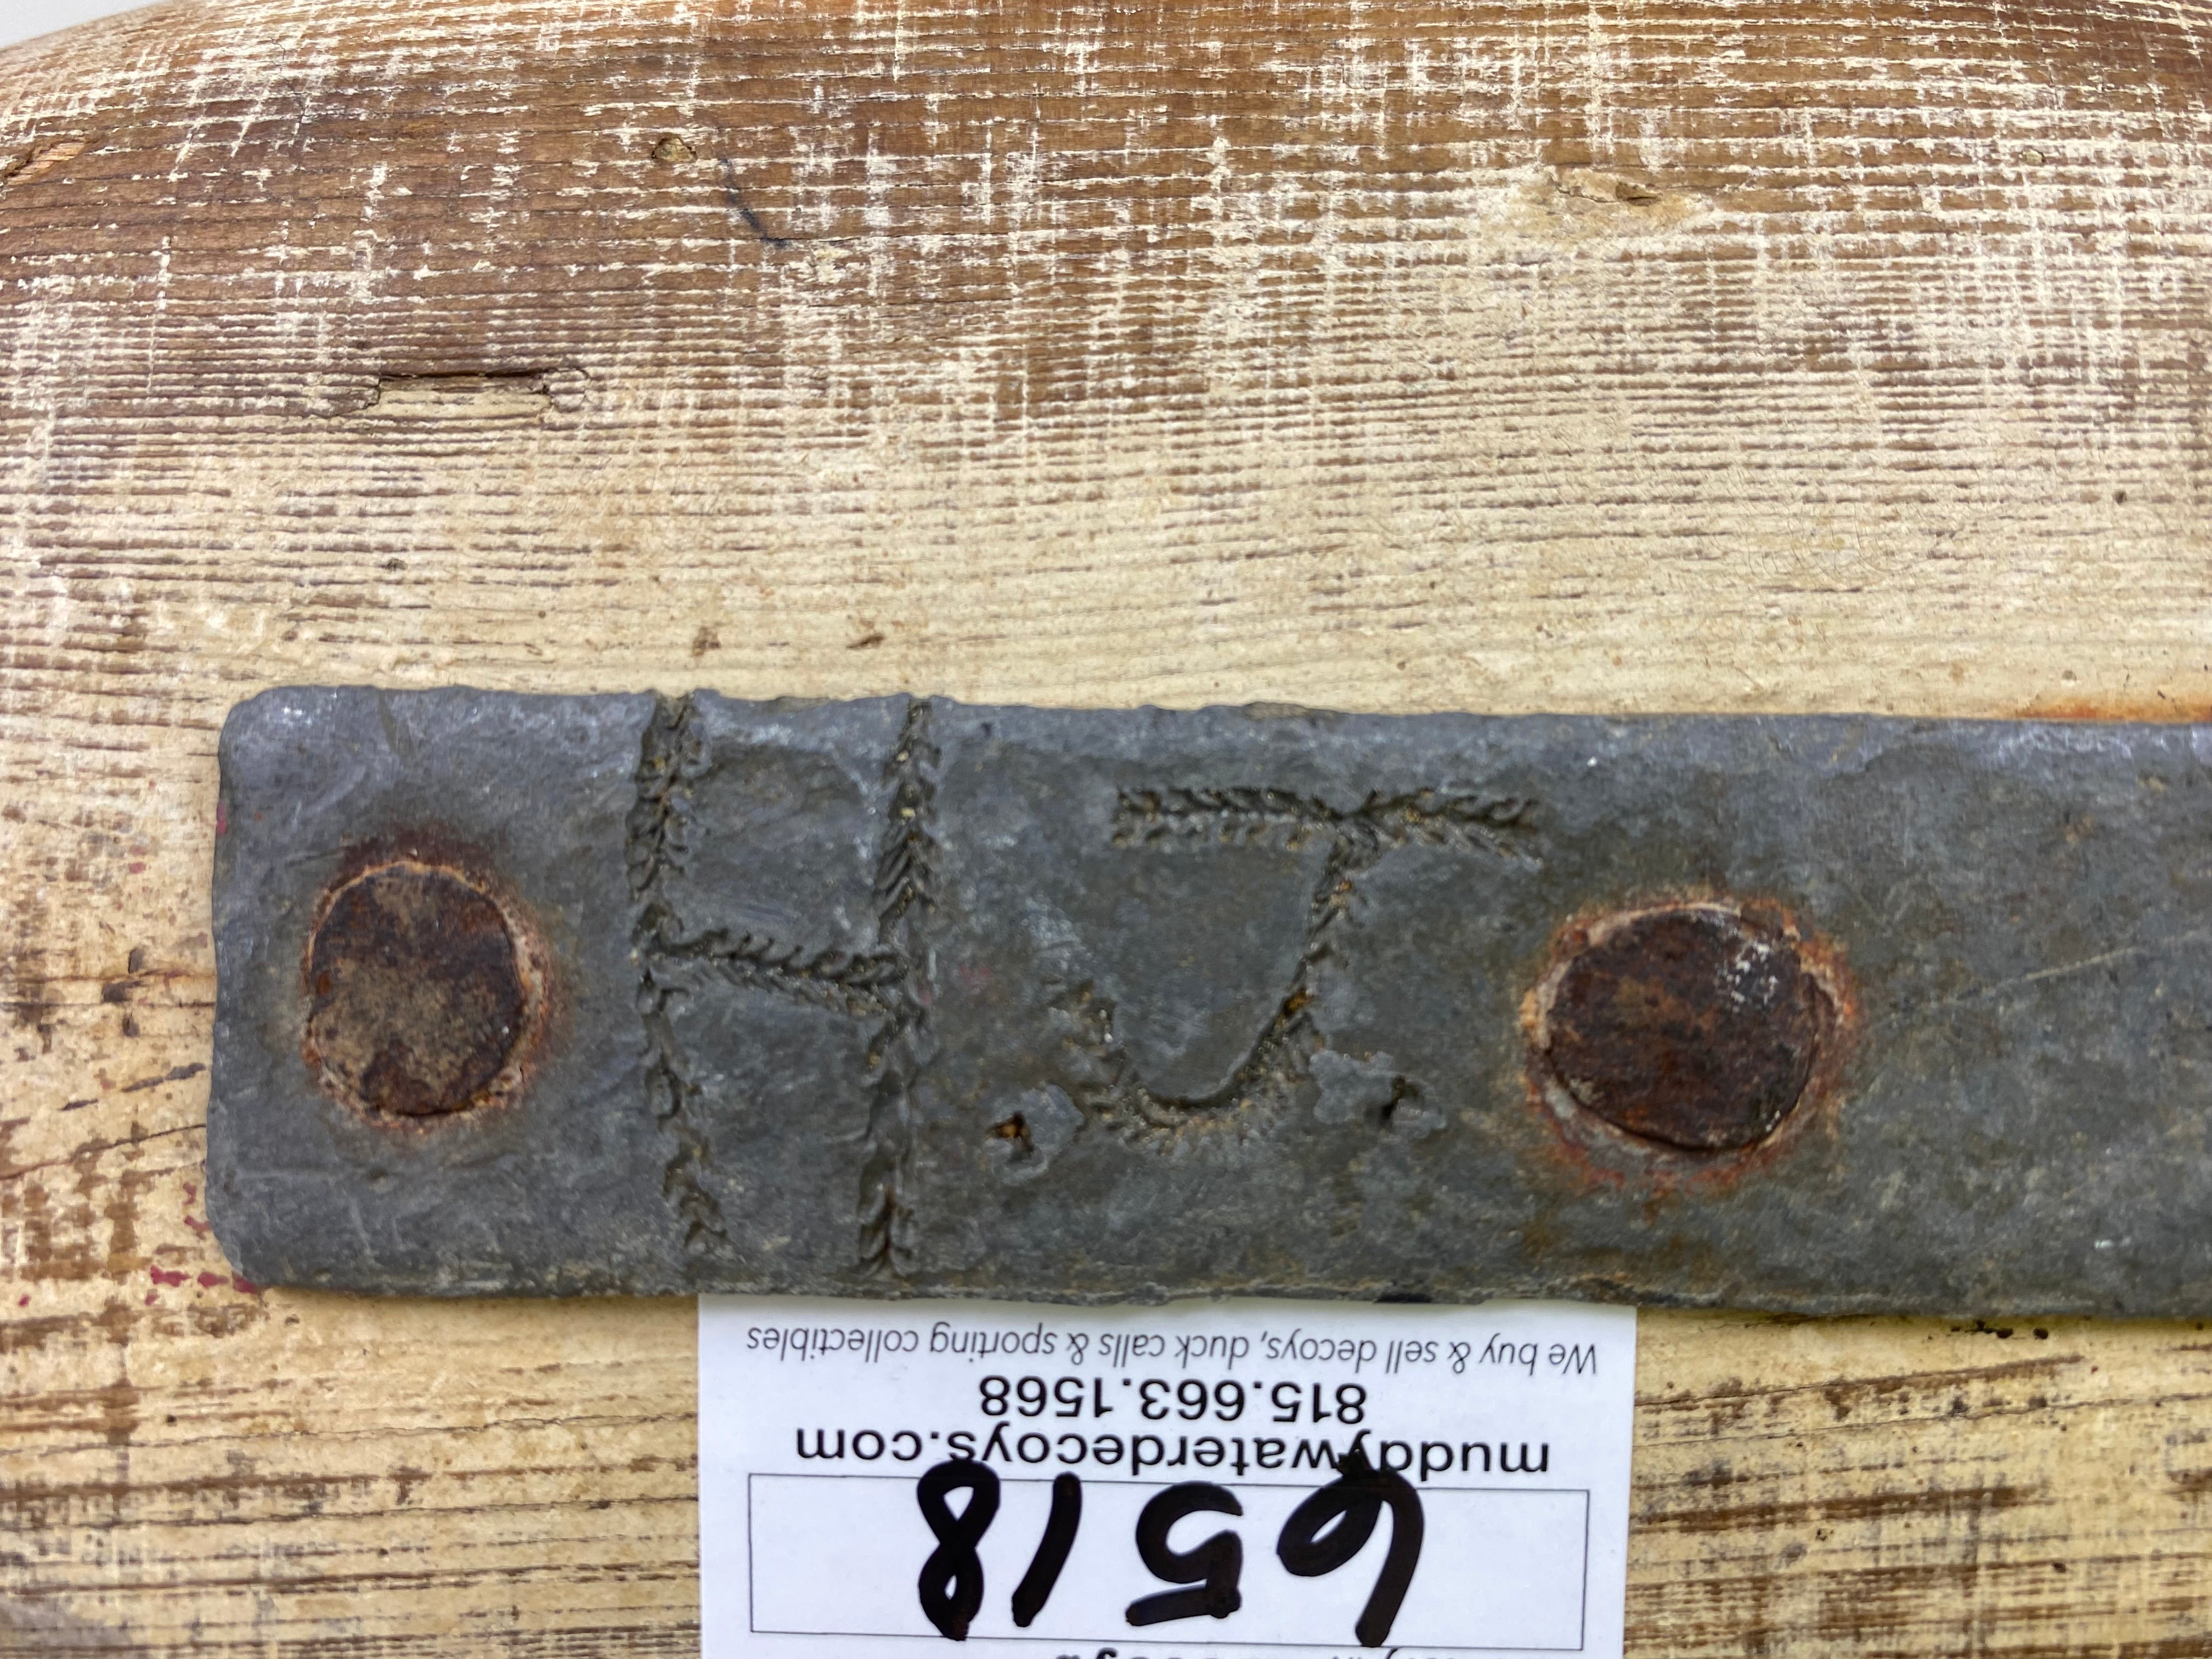 H.J.
6518
muddywaterdecoys.com
815.663.1568
We buy & sell decoys, duck calls & sporting collectibles